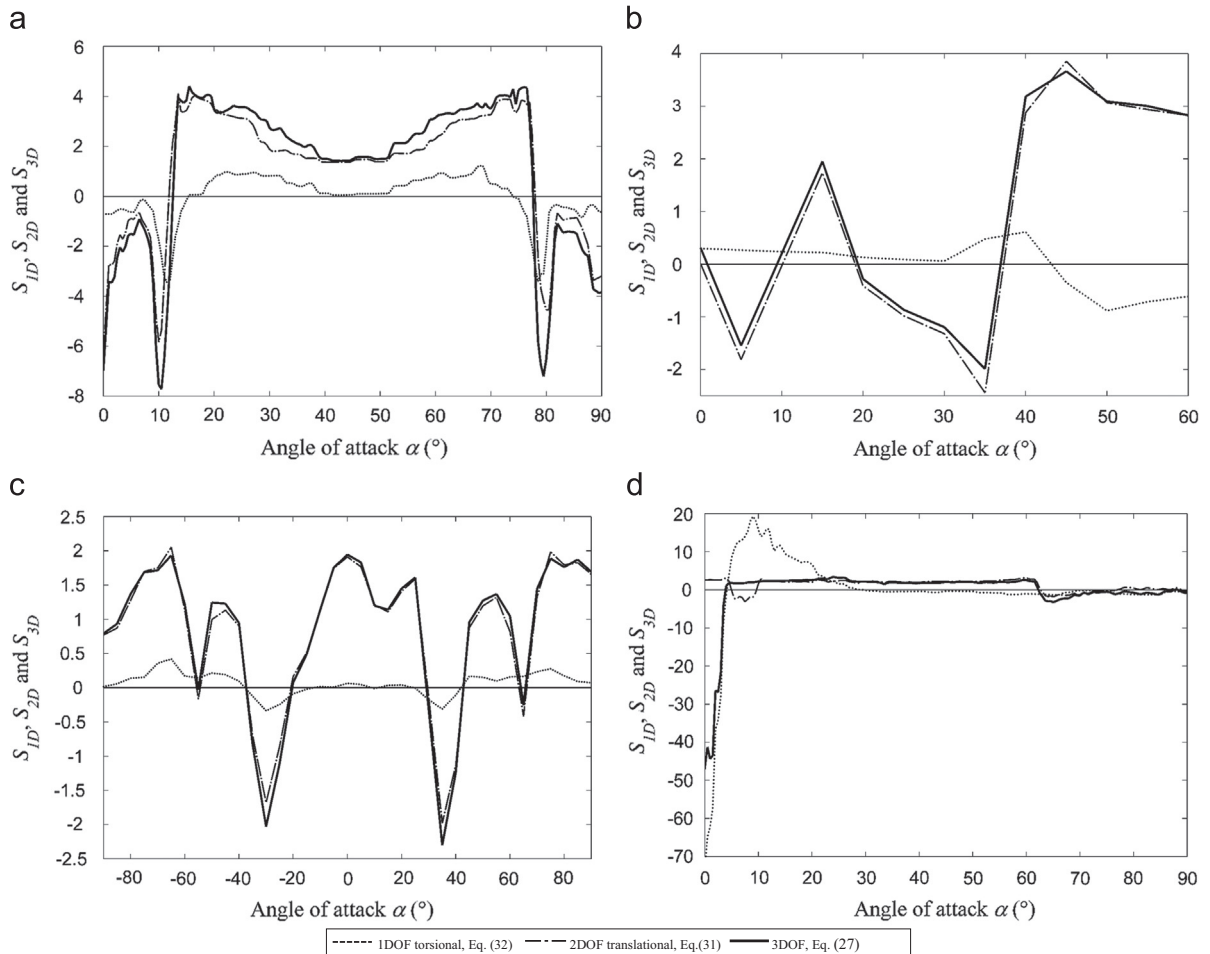 a
6
4
2
0
-2
-4
-6
-8
0 10 20 30 40 50 60 70 80 90
S1D, S2D and S3D
Angle of attack α (°)
b
4
3
2
1
0
-1
-2
0 10 20 30 40 50 60
S1D, S2D and S3D
Angle of attack α (°)
c
2.5
2
1.5
1
0.5
0
-0.5
-1
-1.5
-2
-2.5
-80 -60 -40 -20 0 20 40 60 80
S1D, S2D and S3D
Angle of attack α (°)
d
20
10
0
-10
-20
-30
-40
-50
-60
-70
0 10 20 30 40 50 60 70 80 90
S1D, S2D and S3D
Angle of attack α (°)
1DOF torsional, Eq. (32) 2DOF translational, Eq.(31) 3DOF, Eq. (27)